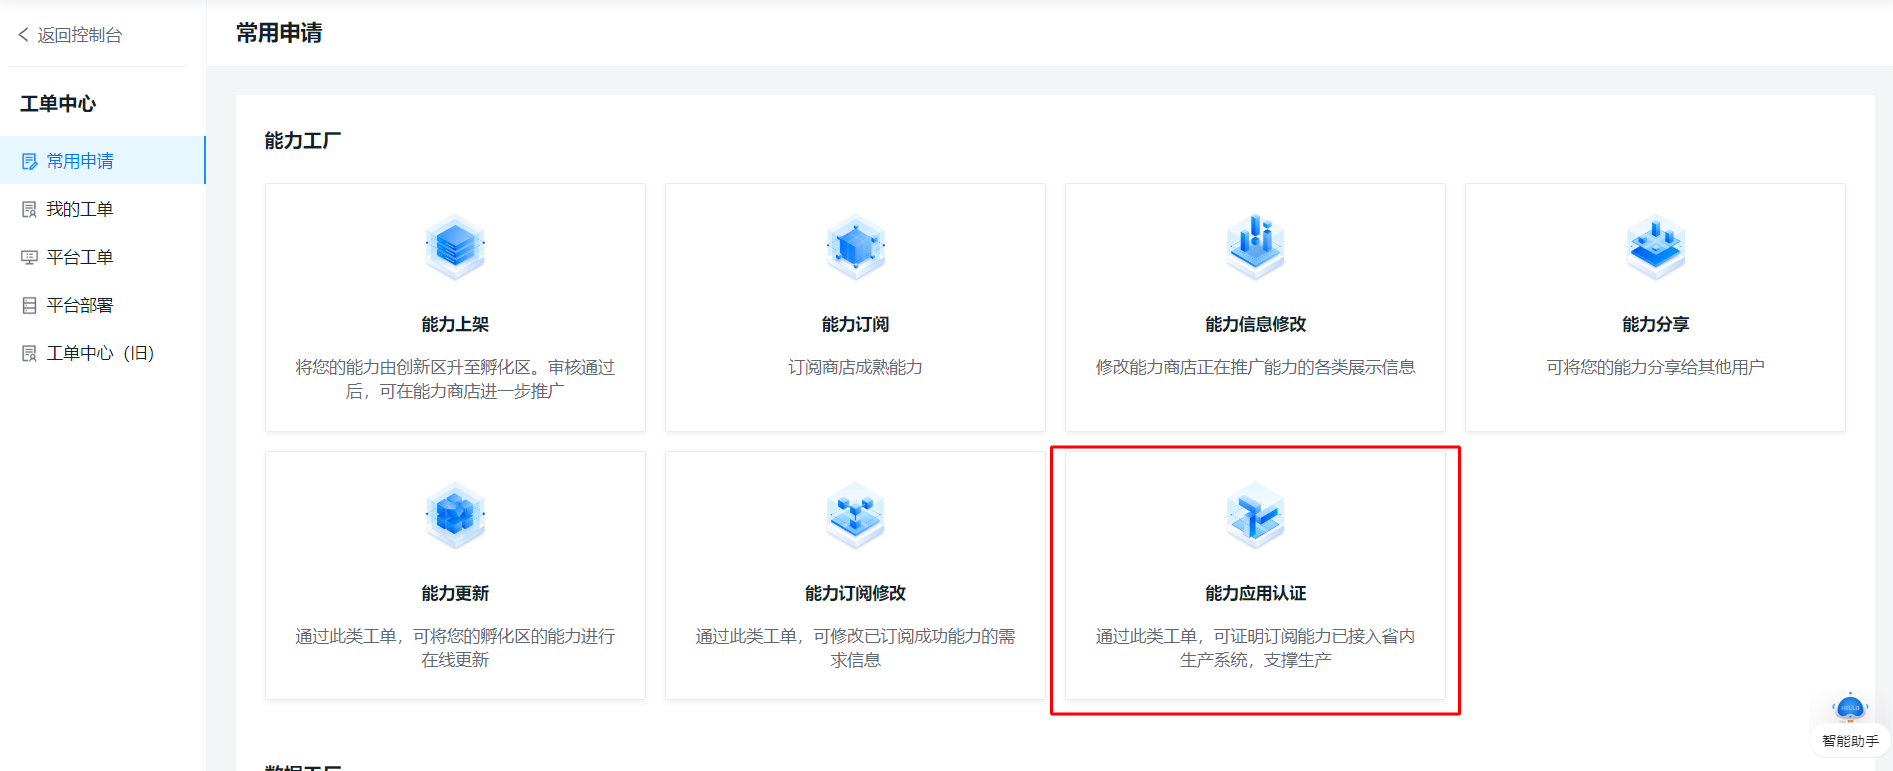 返回控制台
常用申请
工单中心
常用申请
我的工单
平台工单
平台部署
工单中心（旧）
能力工厂
能力上架
将您的能力由创新区升至孵化区。审核通过
后，可在能力商店进一步推广
能力订阅
订阅商店成熟能力
能力信息修改
修改能力商店正在推广能力的各类展示信息
能力分享
可将您的能力分享给其他用户
能力更新
通过此类工单，可将您的孵化区的能力进行
在线更新
能力订阅修改
通过此类工单，可修改已订阅成功能力的需
求信息
能力应用认证
通过此类工单，可证明订阅能力已接入省内
生产系统，支撑生产
HELLO
智能助手
数据工厂